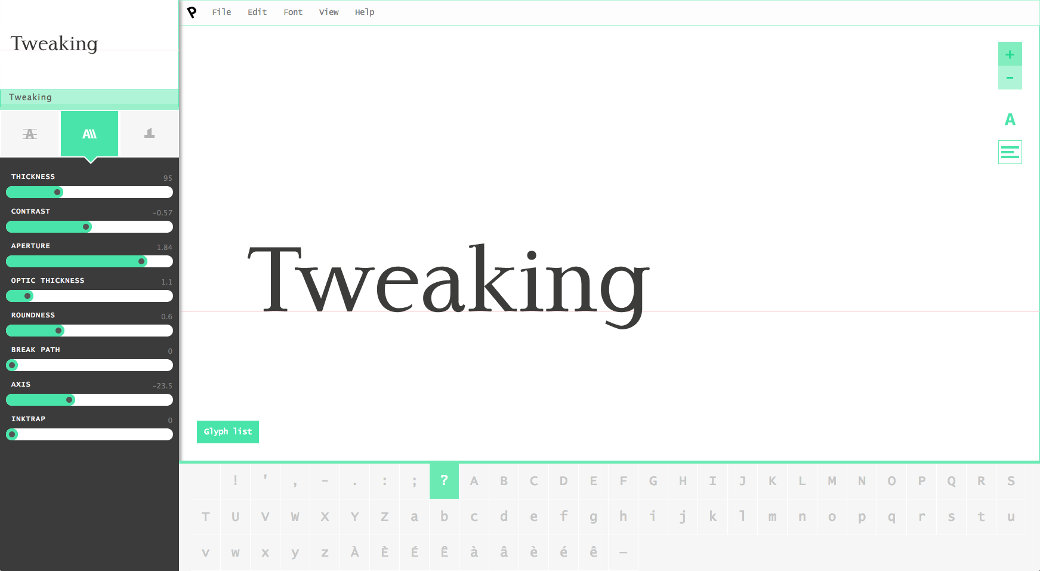 Tweaking
P File Edit Font View Help
Tweaking
A A\\
THICKNESS 95
CONTRAST -0.57
APERTURE 1.84
OPTIC THICKNESS 1.1
ROUNDNESS 0.6
BREAK PATH 0
AXIS -23.5
INKTRAP 0
+
-
A
Tweaking
Glyph list
! ' , - . : ; ? A B C D E F G H I J K L M N O P Q R S
T U V W X Y Z a b c d e f g h i j k l m n o p q r s t u
v w x y z À È É Ê à â è é ê —